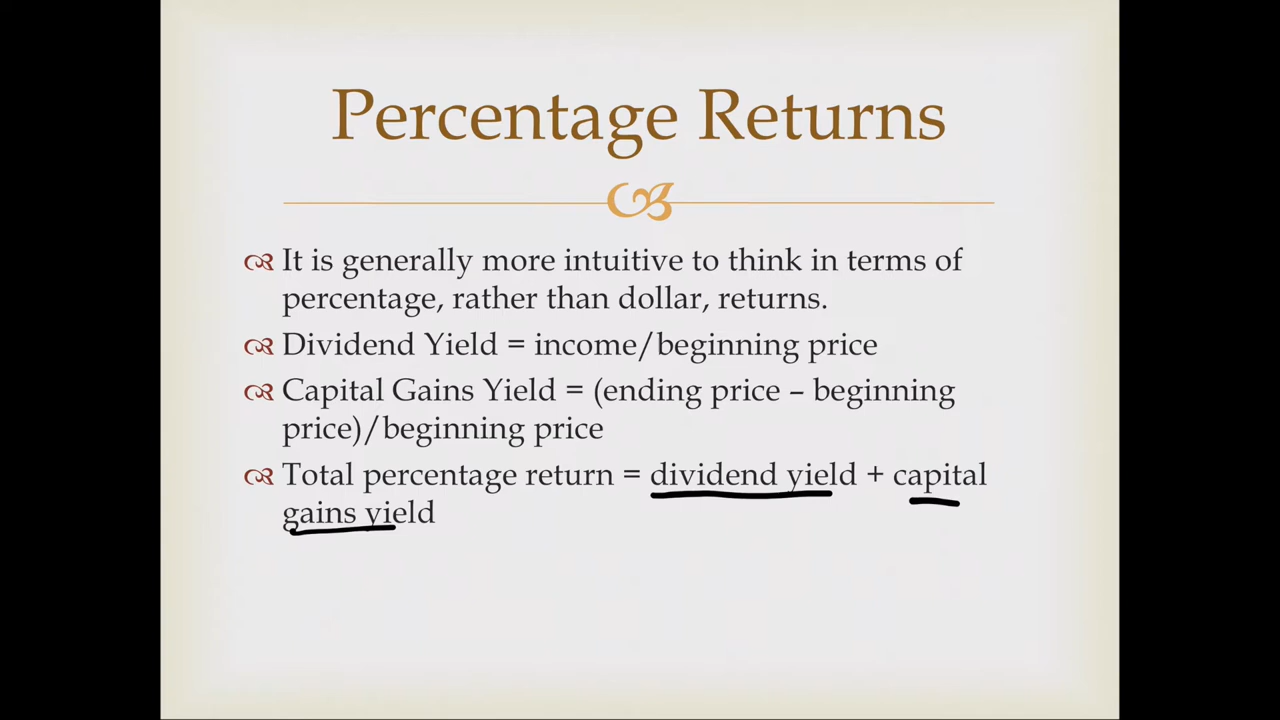 Percentage Returns
It is generally more intuitive to think in terms of
percentage, rather than dollar, returns.
Dividend Yield = income/beginning price
Capital Gains Yield = (ending price – beginning
price)/beginning price
Total percentage return = dividend yield + capital
gains yield